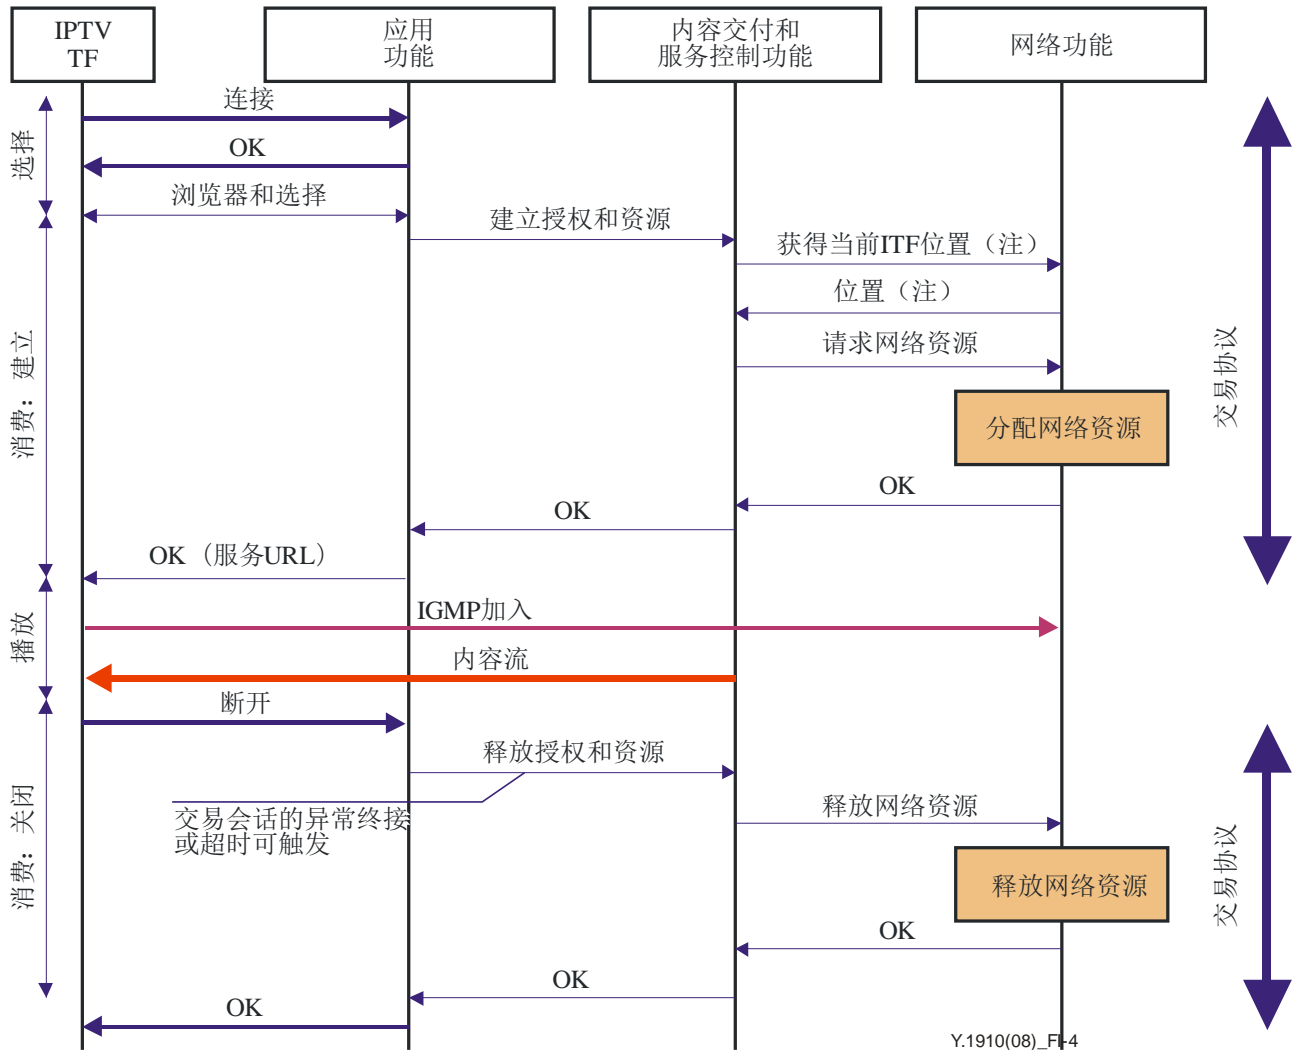 IPTV
TF
应用
功能
内容交付和
服务控制功能
网络功能
连接
OK
浏览器和选择
建立授权和资源
获得当前ITF位置（注）
位置（注）
请求网络资源
分配网络资源
OK
OK
OK（服务URL）
IGMP加入
内容流
断开
释放授权和资源
交易会话的异常终接
或超时可触发
释放网络资源
释放网络资源
OK
OK
OK
选择
消费：建立
播放
消费：关闭
交易协议
交易协议
Y.1910(08)_FI-4